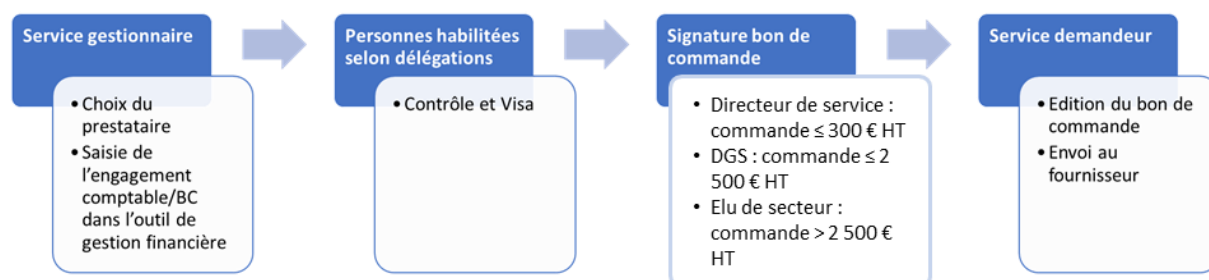 Service gestionnaire
• Choix du
prestataire
• Saisie de
l'engagement
comptable/BC
dans l'outil de
gestion financière
Personnes habilitées
selon délégations
• Contrôle et Visa
Signature bon de
commande
• Directeur de service :
commande ≤ 300 € HT
• DGS : commande ≤ 2
500 € HT
• Elu de secteur :
commande > 2 500 €
HT
Service demandeur
• Edition du bon de
commande
• Envoi au
fournisseur